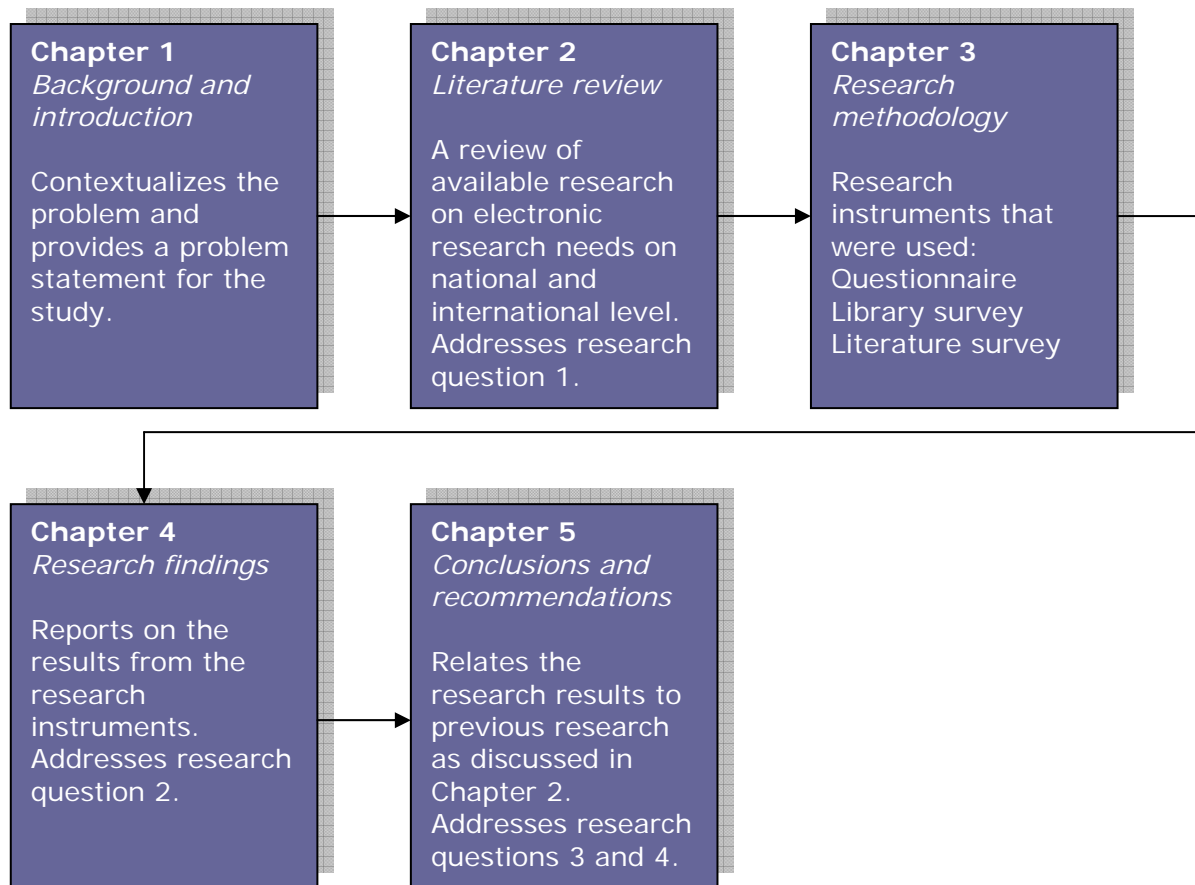 Chapter 1
Background and
introduction
Contextualizes the
problem and
provides a problem
statement for the
study.
Chapter 2
Literature review
A review of
available research
on electronic
research needs on
national and
international level.
Addresses research
question 1.
Chapter 3
Research
methodology
Research
instruments that
were used:
Questionnaire
Library survey
Literature survey
Chapter 4
Research findings
Reports on the
results from the
research
instruments.
Addresses research
question 2.
Chapter 5
Conclusions and
recommendations
Relates the
research results to
previous research
as discussed in
Chapter 2.
Addresses research
questions 3 and 4.